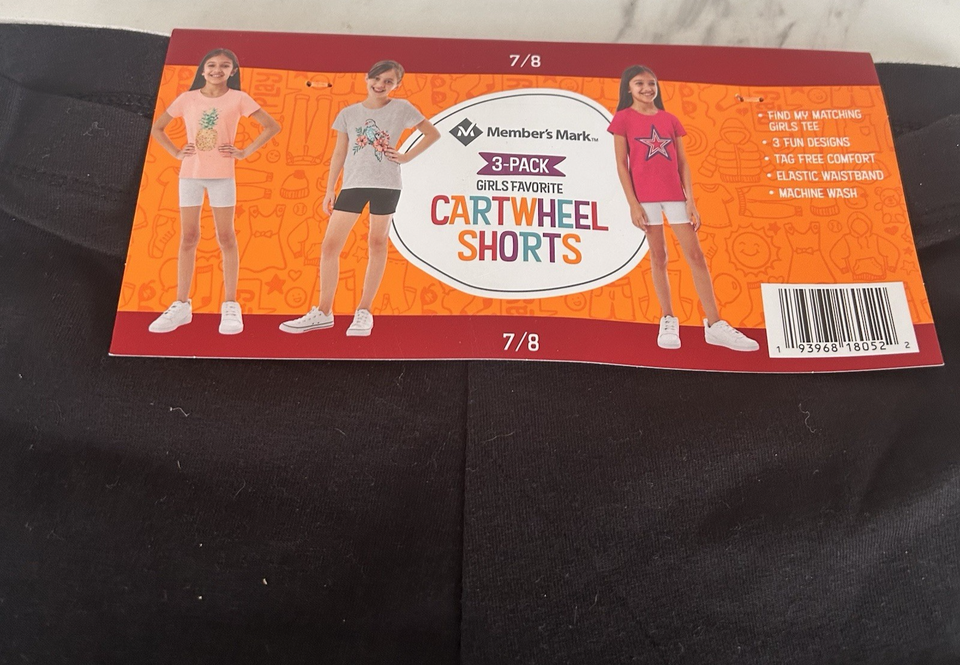 7/8
Member's Mark™
3-PACK
GiRLS FAVORITE
CARTWHEEL
SHORTS
• FIND MY MATCHING
GIRLS TEE
• 3 FUN DESIGNS
• TAG FREE COMFORT
• ELASTIC WAISTBAND
• MACHINE WASH
7/8
1 93968 18052 2